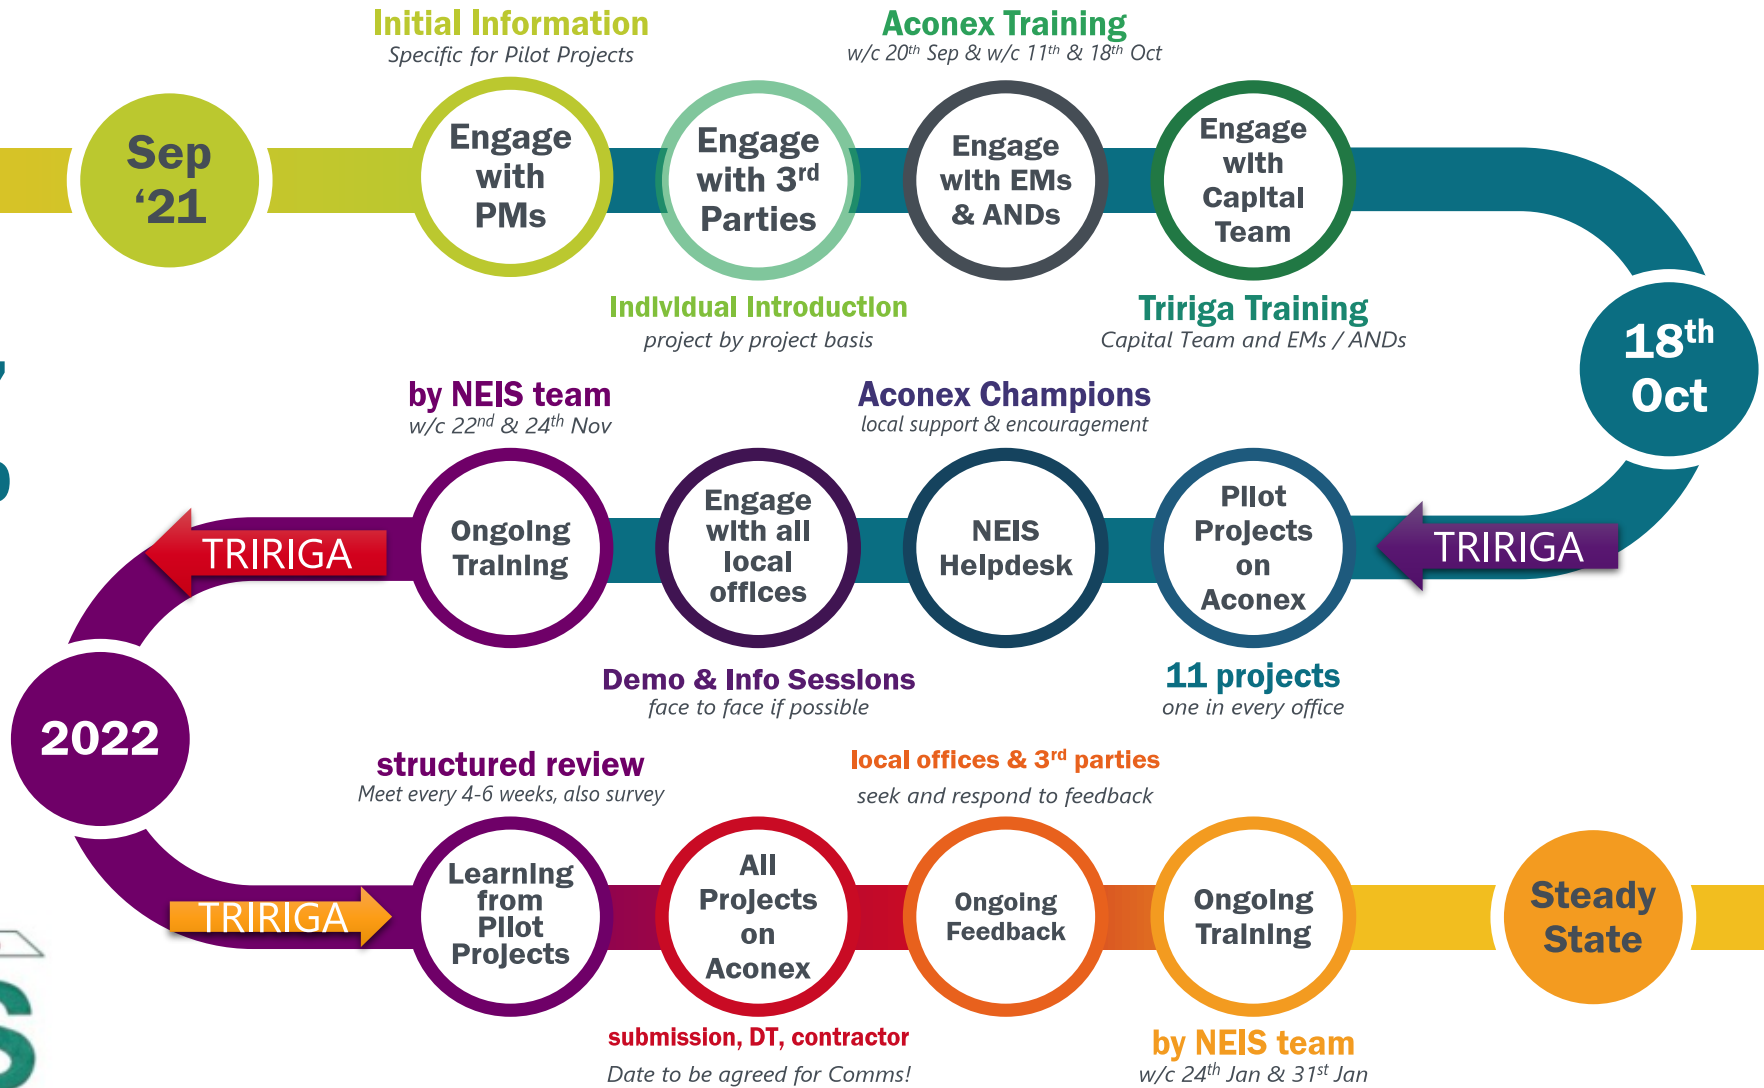 Initial Information
Specific for Pilot Projects
Aconex Training
w/c 20th Sep & w/c 11th & 18th Oct
Sep
‘21
Engage
with
PMs
Engage
with 3rd
Parties
Engage
with EMs
& ANDs
Engage
with
Capital
Team
Individual Introduction
project by project basis
Tririga Training
Capital Team and EMs / ANDs
18th
Oct
by NEIS team
w/c 22nd & 24th Nov
Aconex Champions
local support & encouragement
TRIRIGA
Ongoing
Training
Engage
with all
local
offices
NEIS
Helpdesk
Pilot
Projects
on
Aconex
TRIRIGA
Demo & Info Sessions
face to face if possible
11 projects
one in every office
2022
structured review
Meet every 4-6 weeks, also survey
local offices & 3rd parties
seek and respond to feedback
TRIRIGA
Learning
from
Pilot
Projects
All
Projects
on
Aconex
Ongoing
Feedback
Ongoing
Training
Steady
State
submission, DT, contractor
Date to be agreed for Comms!
by NEIS team
w/c 24th Jan & 31st Jan
S